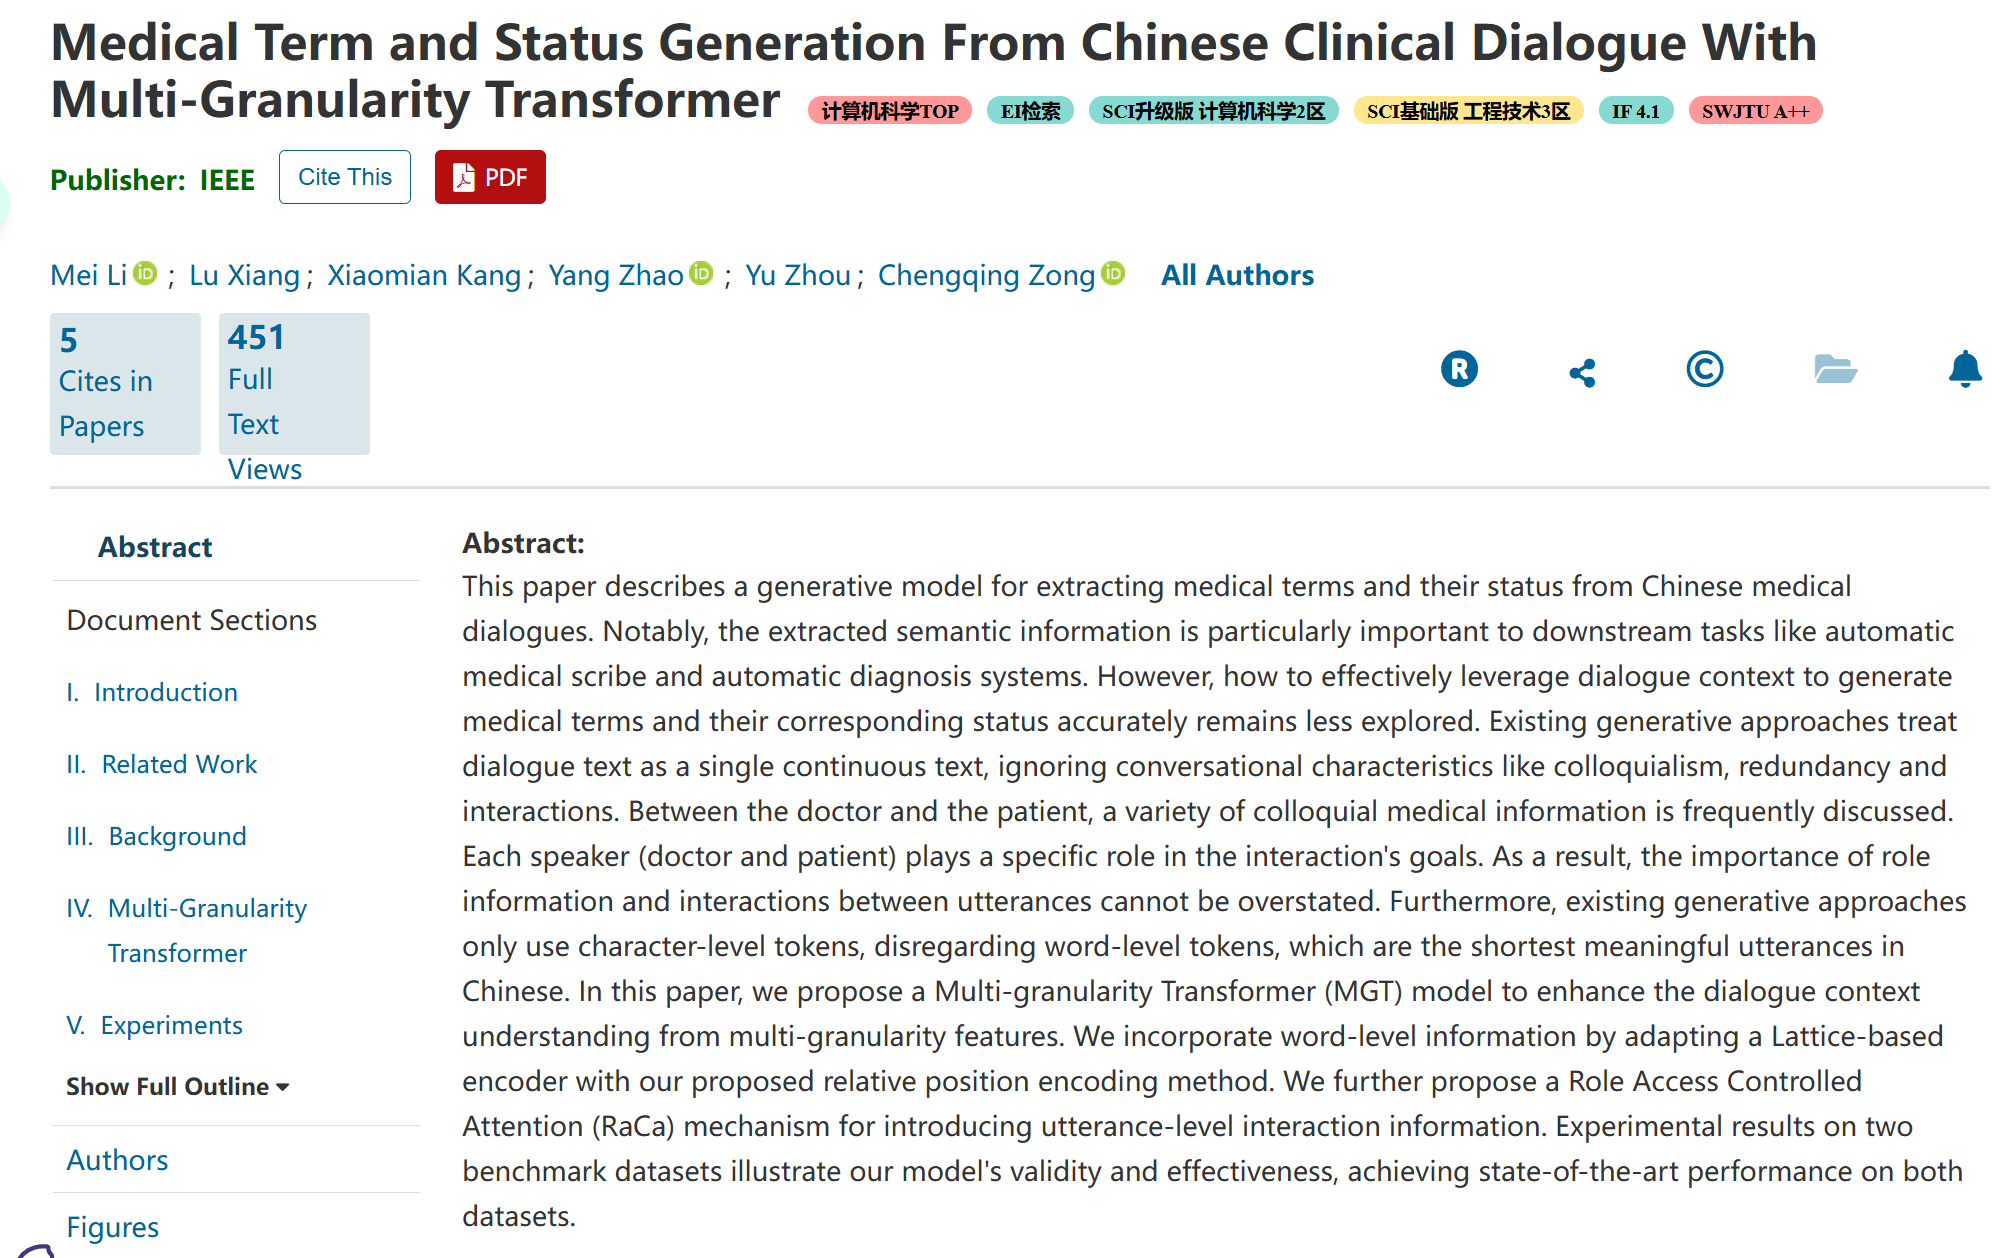 Medical Term and Status Generation From Chinese Clinical Dialogue With
Multi-Granularity Transformer 计算机科学TOP EI检索 SCI升级版 计算机科学2区 SCI基础版 工程技术3区 IF 4.1 SWJTU A++
Publisher: IEEE Cite This PDF
Mei Li iD ; Lu Xiang ; Xiaomian Kang ; Yang Zhao iD ; Yu Zhou ; Chengqing Zong iD All Authors
5
Cites in
Papers
451
Full
Text
Views
R ©
Abstract
Document Sections
I. Introduction
II. Related Work
III. Background
IV. Multi-Granularity
Transformer
V. Experiments
Show Full Outline
Authors
Figures
Abstract:
This paper describes a generative model for extracting medical terms and their status from Chinese medical
dialogues. Notably, the extracted semantic information is particularly important to downstream tasks like automatic
medical scribe and automatic diagnosis systems. However, how to effectively leverage dialogue context to generate
medical terms and their corresponding status accurately remains less explored. Existing generative approaches treat
dialogue text as a single continuous text, ignoring conversational characteristics like colloquialism, redundancy and
interactions. Between the doctor and the patient, a variety of colloquial medical information is frequently discussed.
Each speaker (doctor and patient) plays a specific role in the interaction's goals. As a result, the importance of role
information and interactions between utterances cannot be overstated. Furthermore, existing generative approaches
only use character-level tokens, disregarding word-level tokens, which are the shortest meaningful utterances in
Chinese. In this paper, we propose a Multi-granularity Transformer (MGT) model to enhance the dialogue context
understanding from multi-granularity features. We incorporate word-level information by adapting a Lattice-based
encoder with our proposed relative position encoding method. We further propose a Role Access Controlled
Attention (RaCa) mechanism for introducing utterance-level interaction information. Experimental results on two
benchmark datasets illustrate our model's validity and effectiveness, achieving state-of-the-art performance on both
datasets.